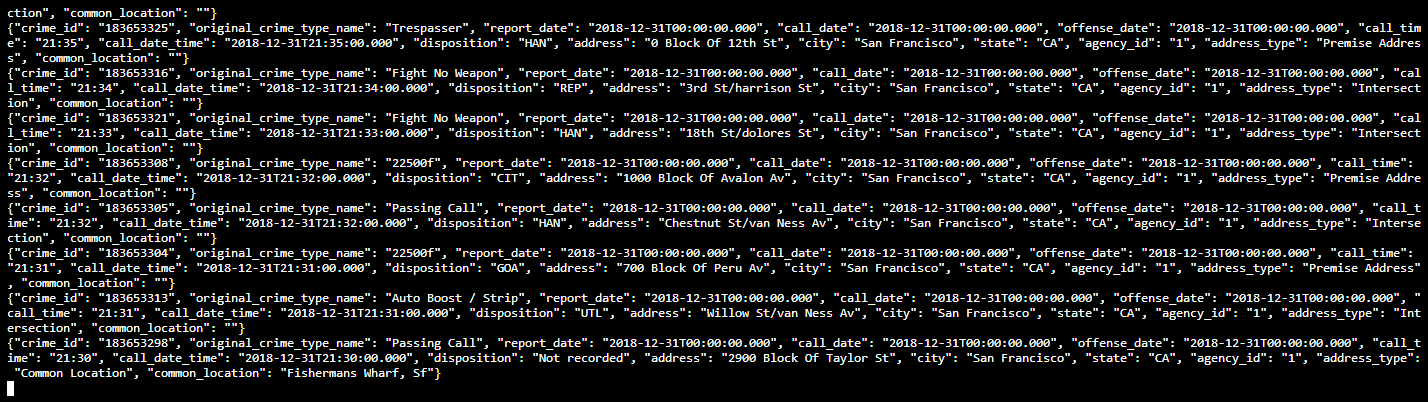 ction", "common_location": ""}
{"crime_id": "183653325", "original_crime_type_name": "Trespasser", "report_date": "2018-12-31T00:00:00.000", "call_date": "2018-12-31T00:00:00.000", "offense_date": "2018-12-31T00:00:00.000", "call_tim
e": "21:35", "call_date_time": "2018-12-31T21:35:00.000", "disposition": "HAN", "address": "0 Block Of 12th St", "city": "San Francisco", "state": "CA", "agency_id": "1", "address_type": "Premise Addres
s", "common_location": ""}
{"crime_id": "183653316", "original_crime_type_name": "Fight No Weapon", "report_date": "2018-12-31T00:00:00.000", "call_date": "2018-12-31T00:00:00.000", "offense_date": "2018-12-31T00:00:00.000", "cal
l_time": "21:34", "call_date_time": "2018-12-31T21:34:00.000", "disposition": "REP", "address": "3rd St/harrison St", "city": "San Francisco", "state": "CA", "agency_id": "1", "address_type": "Intersect
ion", "common_location": ""}
{"crime_id": "183653321", "original_crime_type_name": "Fight No Weapon", "report_date": "2018-12-31T00:00:00.000", "call_date": "2018-12-31T00:00:00.000", "offense_date": "2018-12-31T00:00:00.000", "cal
l_time": "21:33", "call_date_time": "2018-12-31T21:33:00.000", "disposition": "HAN", "address": "18th St/dolores St", "city": "San Francisco", "state": "CA", "agency_id": "1", "address_type": "Intersect
ion", "common_location": ""}
{"crime_id": "183653308", "original_crime_type_name": "22500f", "report_date": "2018-12-31T00:00:00.000", "call_date": "2018-12-31T00:00:00.000", "offense_date": "2018-12-31T00:00:00.000", "call_time":
"21:32", "call_date_time": "2018-12-31T21:32:00.000", "disposition": "CIT", "address": "1000 Block Of Avalon Av", "city": "San Francisco", "state": "CA", "agency_id": "1", "address_type": "Premise Addre
ss", "common_location": ""}
{"crime_id": "183653305", "original_crime_type_name": "Passing Call", "report_date": "2018-12-31T00:00:00.000", "call_date": "2018-12-31T00:00:00.000", "offense_date": "2018-12-31T00:00:00.000", "call_t
ime": "21:32", "call_date_time": "2018-12-31T21:32:00.000", "disposition": "HAN", "address": "Chestnut St/van Ness Av", "city": "San Francisco", "state": "CA", "agency_id": "1", "address_type": "Interse
ction", "common_location": ""}
{"crime_id": "183653304", "original_crime_type_name": "22500f", "report_date": "2018-12-31T00:00:00.000", "call_date": "2018-12-31T00:00:00.000", "offense_date": "2018-12-31T00:00:00.000", "call_time":
"21:31", "call_date_time": "2018-12-31T21:31:00.000", "disposition": "GOA", "address": "700 Block Of Peru Av", "city": "San Francisco", "state": "CA", "agency_id": "1", "address_type": "Premise Address"
, "common_location": ""}
{"crime_id": "183653313", "original_crime_type_name": "Auto Boost / Strip", "report_date": "2018-12-31T00:00:00.000", "call_date": "2018-12-31T00:00:00.000", "offense_date": "2018-12-31T00:00:00.000", "
call_time": "21:31", "call_date_time": "2018-12-31T21:31:00.000", "disposition": "UTL", "address": "Willow St/van Ness Av", "city": "San Francisco", "state": "CA", "agency_id": "1", "address_type": "Int
ersection", "common_location": ""}
{"crime_id": "183653298", "original_crime_type_name": "Passing Call", "report_date": "2018-12-31T00:00:00.000", "call_date": "2018-12-31T00:00:00.000", "offense_date": "2018-12-31T00:00:00.000", "call_t
ime": "21:30", "call_date_time": "2018-12-31T21:30:00.000", "disposition": "Not recorded", "address": "2900 Block Of Taylor St", "city": "San Francisco", "state": "CA", "agency_id": "1", "address_type":
 "Common Location", "common_location": "Fishermans Wharf, Sf"}